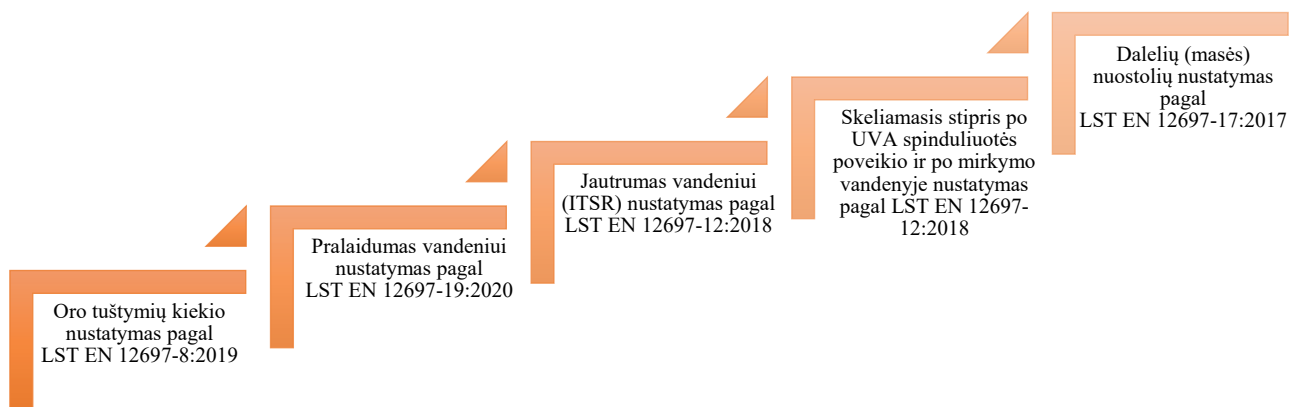 Oro tuštymių kiekio
nustatymas pagal
LST EN 12697-8:2019
Pralaidumas vandeniui
nustatymas pagal
LST EN 12697-19:2020
Jautrumas vandeniui
(ITSR) nustatymas pagal
LST EN 12697-12:2018
Skeliamasis stipris po
UVA spinduliuotės
poveikio ir po mirkymo
vandenyje nustatymas
pagal LST EN 12697-
12:2018
Dalelių (masės)
nuostolių nustatymas
pagal
LST EN 12697-17:2017